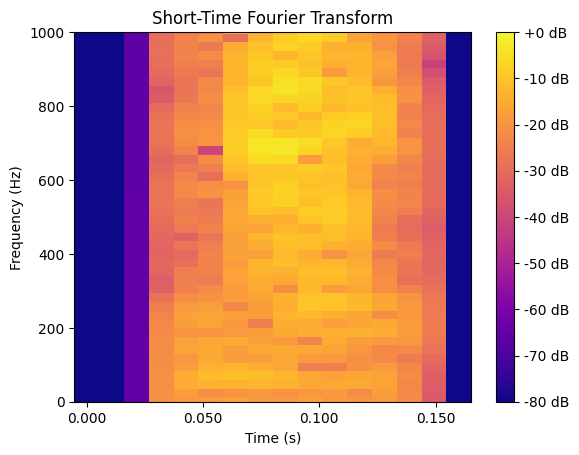 Short-Time Fourier Transform
Frequency (Hz)
1000
800
600
400
200
0
0.000
0.050
0.100
0.150
Time (s)
+0 dB
-10 dB
-20 dB
-30 dB
-40 dB
-50 dB
-60 dB
-70 dB
-80 dB